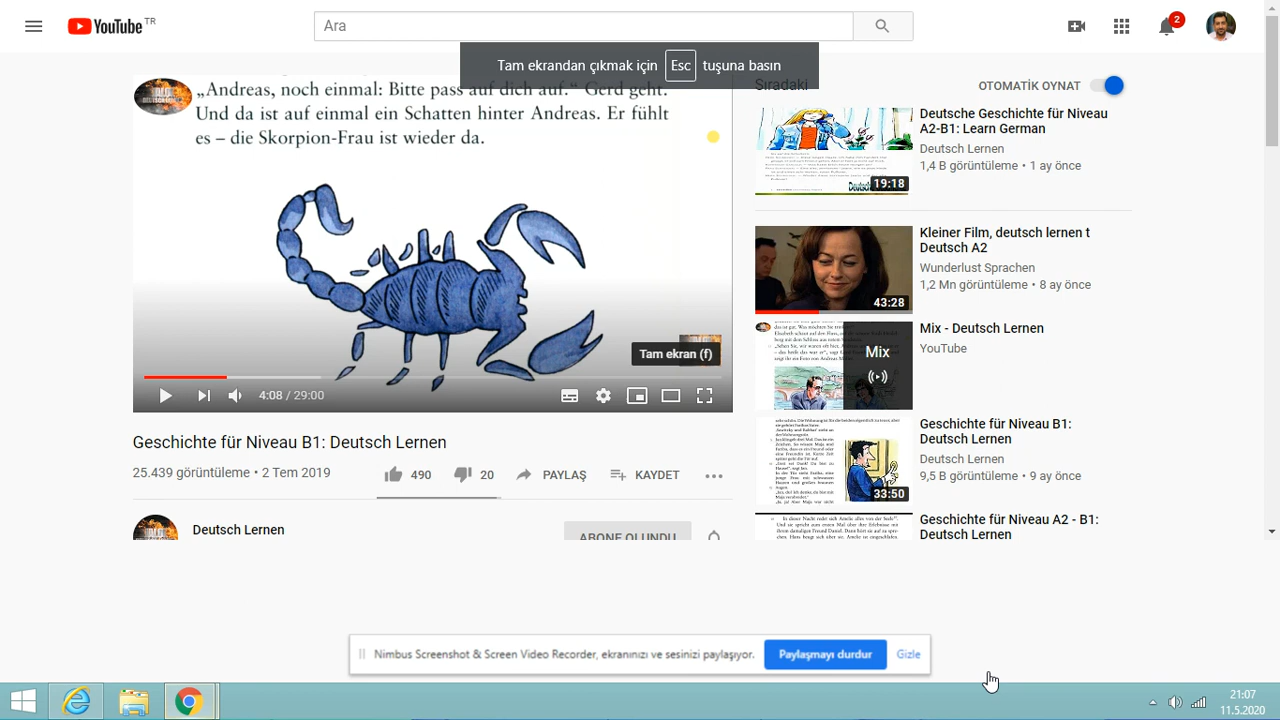 YouTube TR
Ara
2
Tam ekrandan çıkmak için Esc tuşuna basın
„Andreas, noch einmal: Bitte pass auf dich auf.“ Gerd geht.
Und da ist auf einmal ein Schatten hinter Andreas. Er fühlt
es – die Skorpion-Frau ist wieder da.
Tam ekran (f)
4:08 / 29:00
Geschichte für Niveau B1: Deutsch Lernen
25.439 görüntüleme • 2 Tem 2019
490
20
AŞ
KAYDET
Deutsch Lernen
ABONE OLUNDU
Sıradaki
OTOMATİK OYNAT
19:18
Deutsche Geschichte für Niveau
A2-B1: Learn German
Deutsch Lernen
1,4 B görüntüleme • 1 ay önce
43:28
Kleiner Film, deutsch lernen t
Deutsch A2
Wunderlust Sprachen
1,2 Mn görüntüleme • 8 ay önce
Mix
Mix - Deutsch Lernen
YouTube
33:50
Geschichte für Niveau B1:
Deutsch Lernen
Deutsch Lernen
9,5 B görüntüleme • 9 ay önce
Geschichte für Niveau A2 - B1:
Deutsch Lernen
Nimbus Screenshot & Screen Video Recorder, ekranınızı ve sesinizi paylaşıyor.
Paylaşmayı durdur
Gizle
21:07
11.5.2020